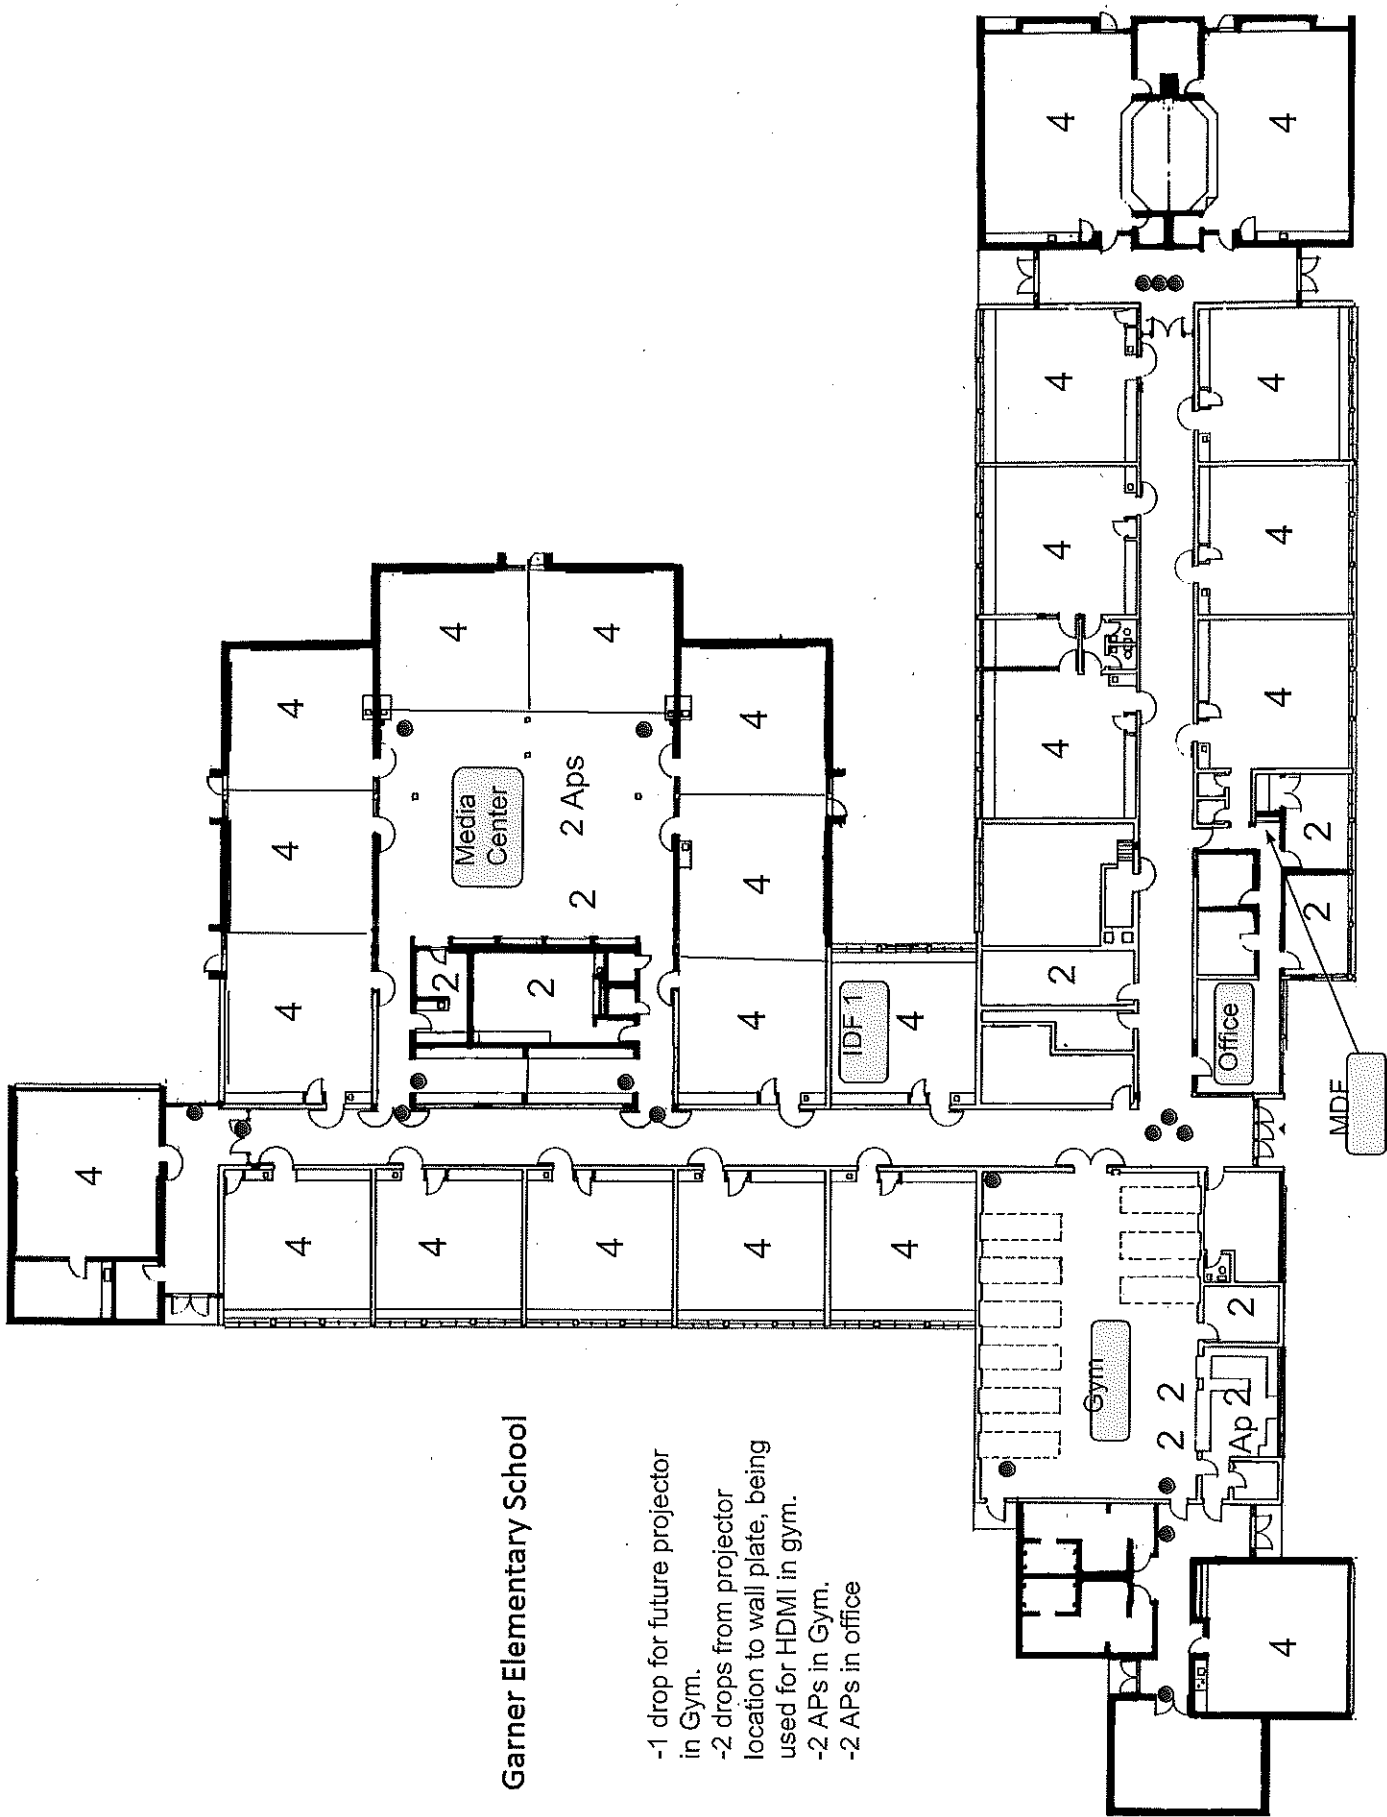 4
4
4
4
4
Garner Elementary School
4
2
4
Media
Center
2
2
2 Aps
4
4
-1 drop for future projector
in Gym.
-2 drops from projector
location to wall plate, being
used for HDMI in gym.
-2 APs in Gym.
-2 APs in office
4
4
4
4
IDF 1
4
4
2
4
4
4
4
Gym
2 2
Ap 2
2
Office
4
4
4
4
4
2
2
MDF